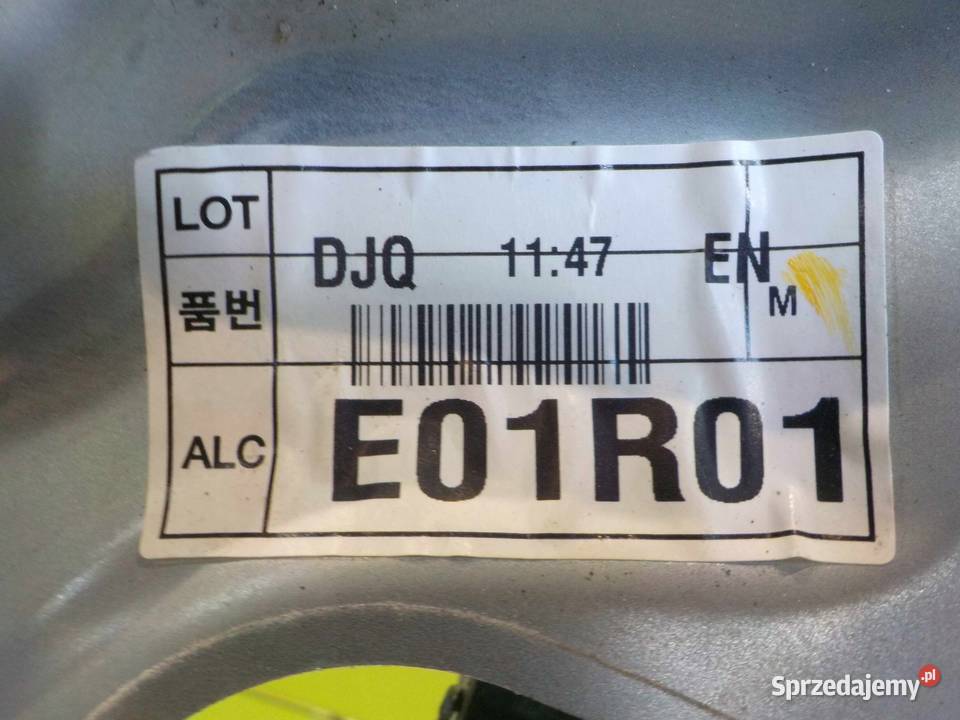 LOT
DJQ 11:47 EN
품번 M
ALC E01R01
Sprzedajemy.pl